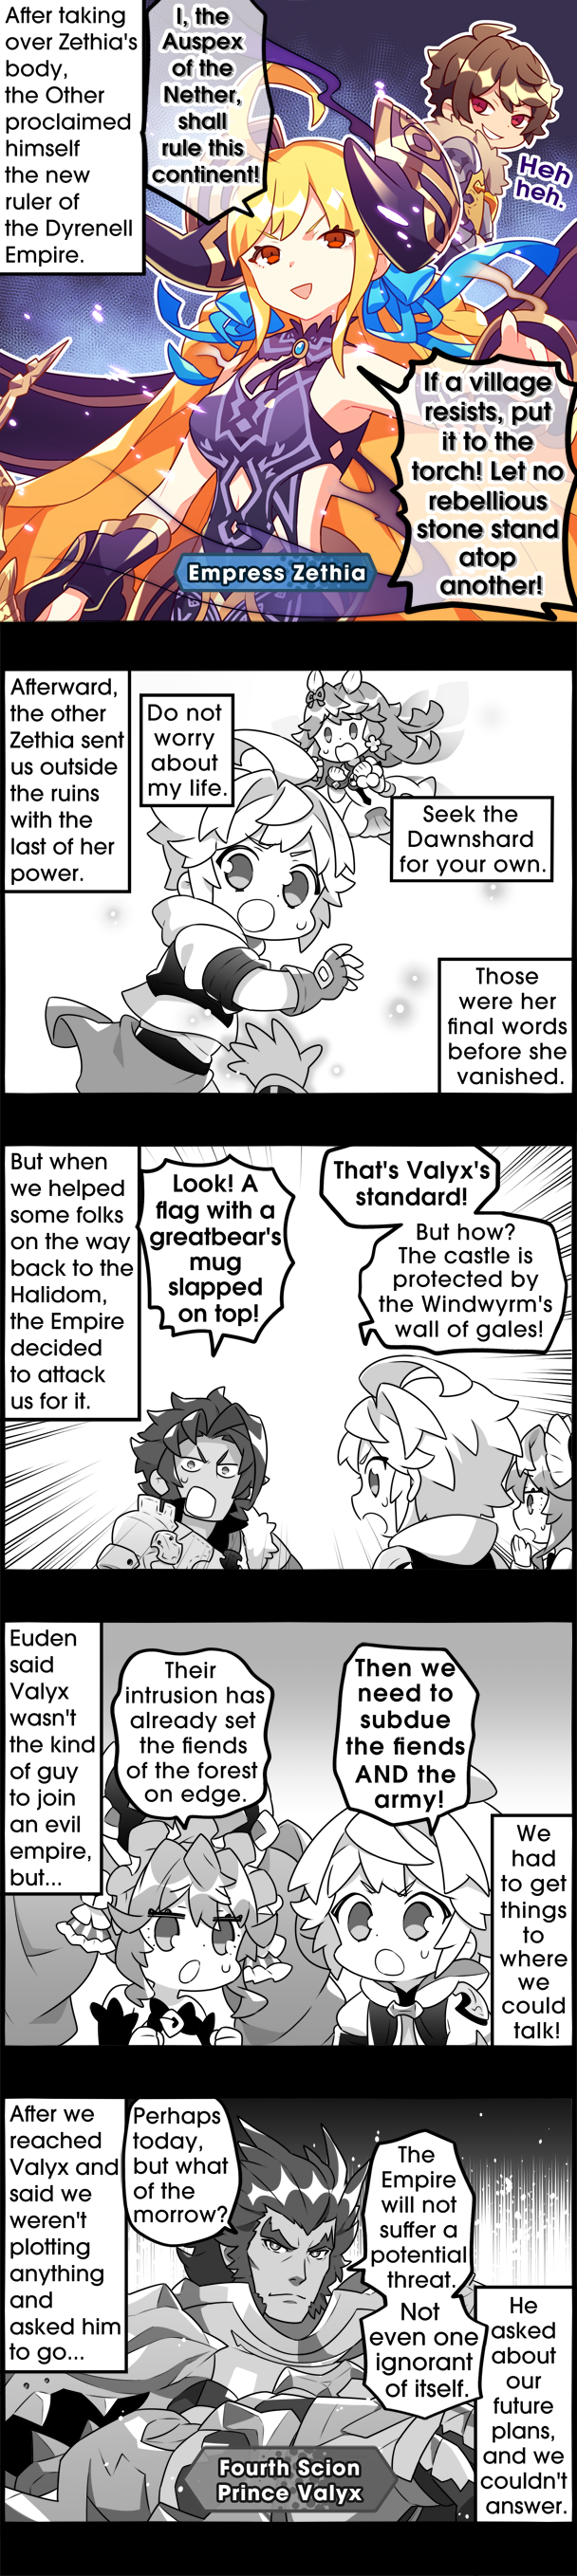 After taking
over Zethia's
body,
the Other
proclaimed
himself
the new
ruler of
the Dyrenell
Empire.
I, the
Auspex
of the
Nether,
shall
rule this
continent!
Heh
heh.
If a village
resists, put
it to the
torch! Let no
rebellious
stone stand
atop
another!
Empress Zethia
Afterward,
the other
Zethia sent
us outside
the ruins
with the
last of her
power.
Do not
worry
about
my life.
Seek the
Dawnshard
for your own.
Those
were her
final words
before she
vanished.
But when
we helped
some folks
on the way
back to the
Halidom,
the Empire
decided
to attack
us for it.
Look! A
flag with a
greatbear's
mug
slapped
on top!
That's Valyx's
standard!
But how?
The castle is
protected by
the Windwyrm's
wall of gales!
Euden
said
Valyx
wasn't
the kind
of guy
to join
an evil
empire,
but...
Their
intrusion has
already set
the fiends
of the forest
on edge.
Then we
need to
subdue
the fiends
AND the
army!
We
had
to get
things
to
where
we
could
talk!
After we
reached
Valyx and
said we
weren't
plotting
anything
and
asked him
to go...
Perhaps
today,
but what
of the
morrow?
The
Empire
will not
suffer a
potential
threat.
Not
even one
ignorant
of itself.
He
asked
about
our
future
plans,
and we
couldn't
answer.
Fourth Scion
Prince Valyx